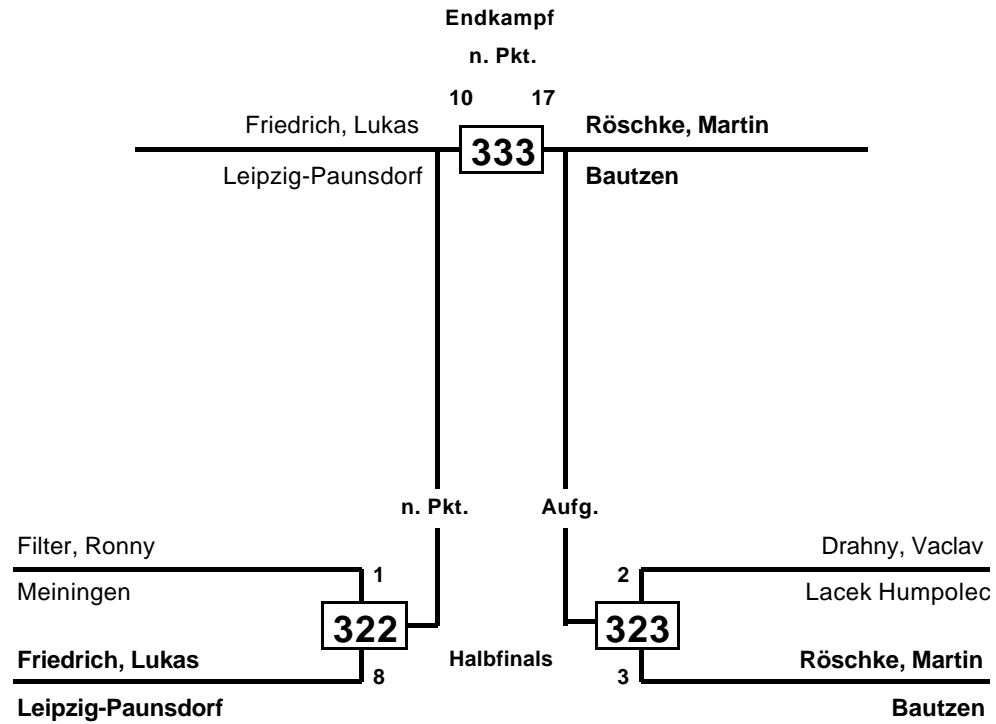 Endkampf
n. Pkt.
10 17
Friedrich, Lukas Röschke, Martin
333
Leipzig-Paunsdorf Bautzen
n. Pkt. Aufg.
Filter, Ronny Drahny, Vaclav
1 2
Meiningen Lacek Humpolec
322 323
Friedrich, Lukas Halbfinals Röschke, Martin
8 3
Leipzig-Paunsdorf Bautzen